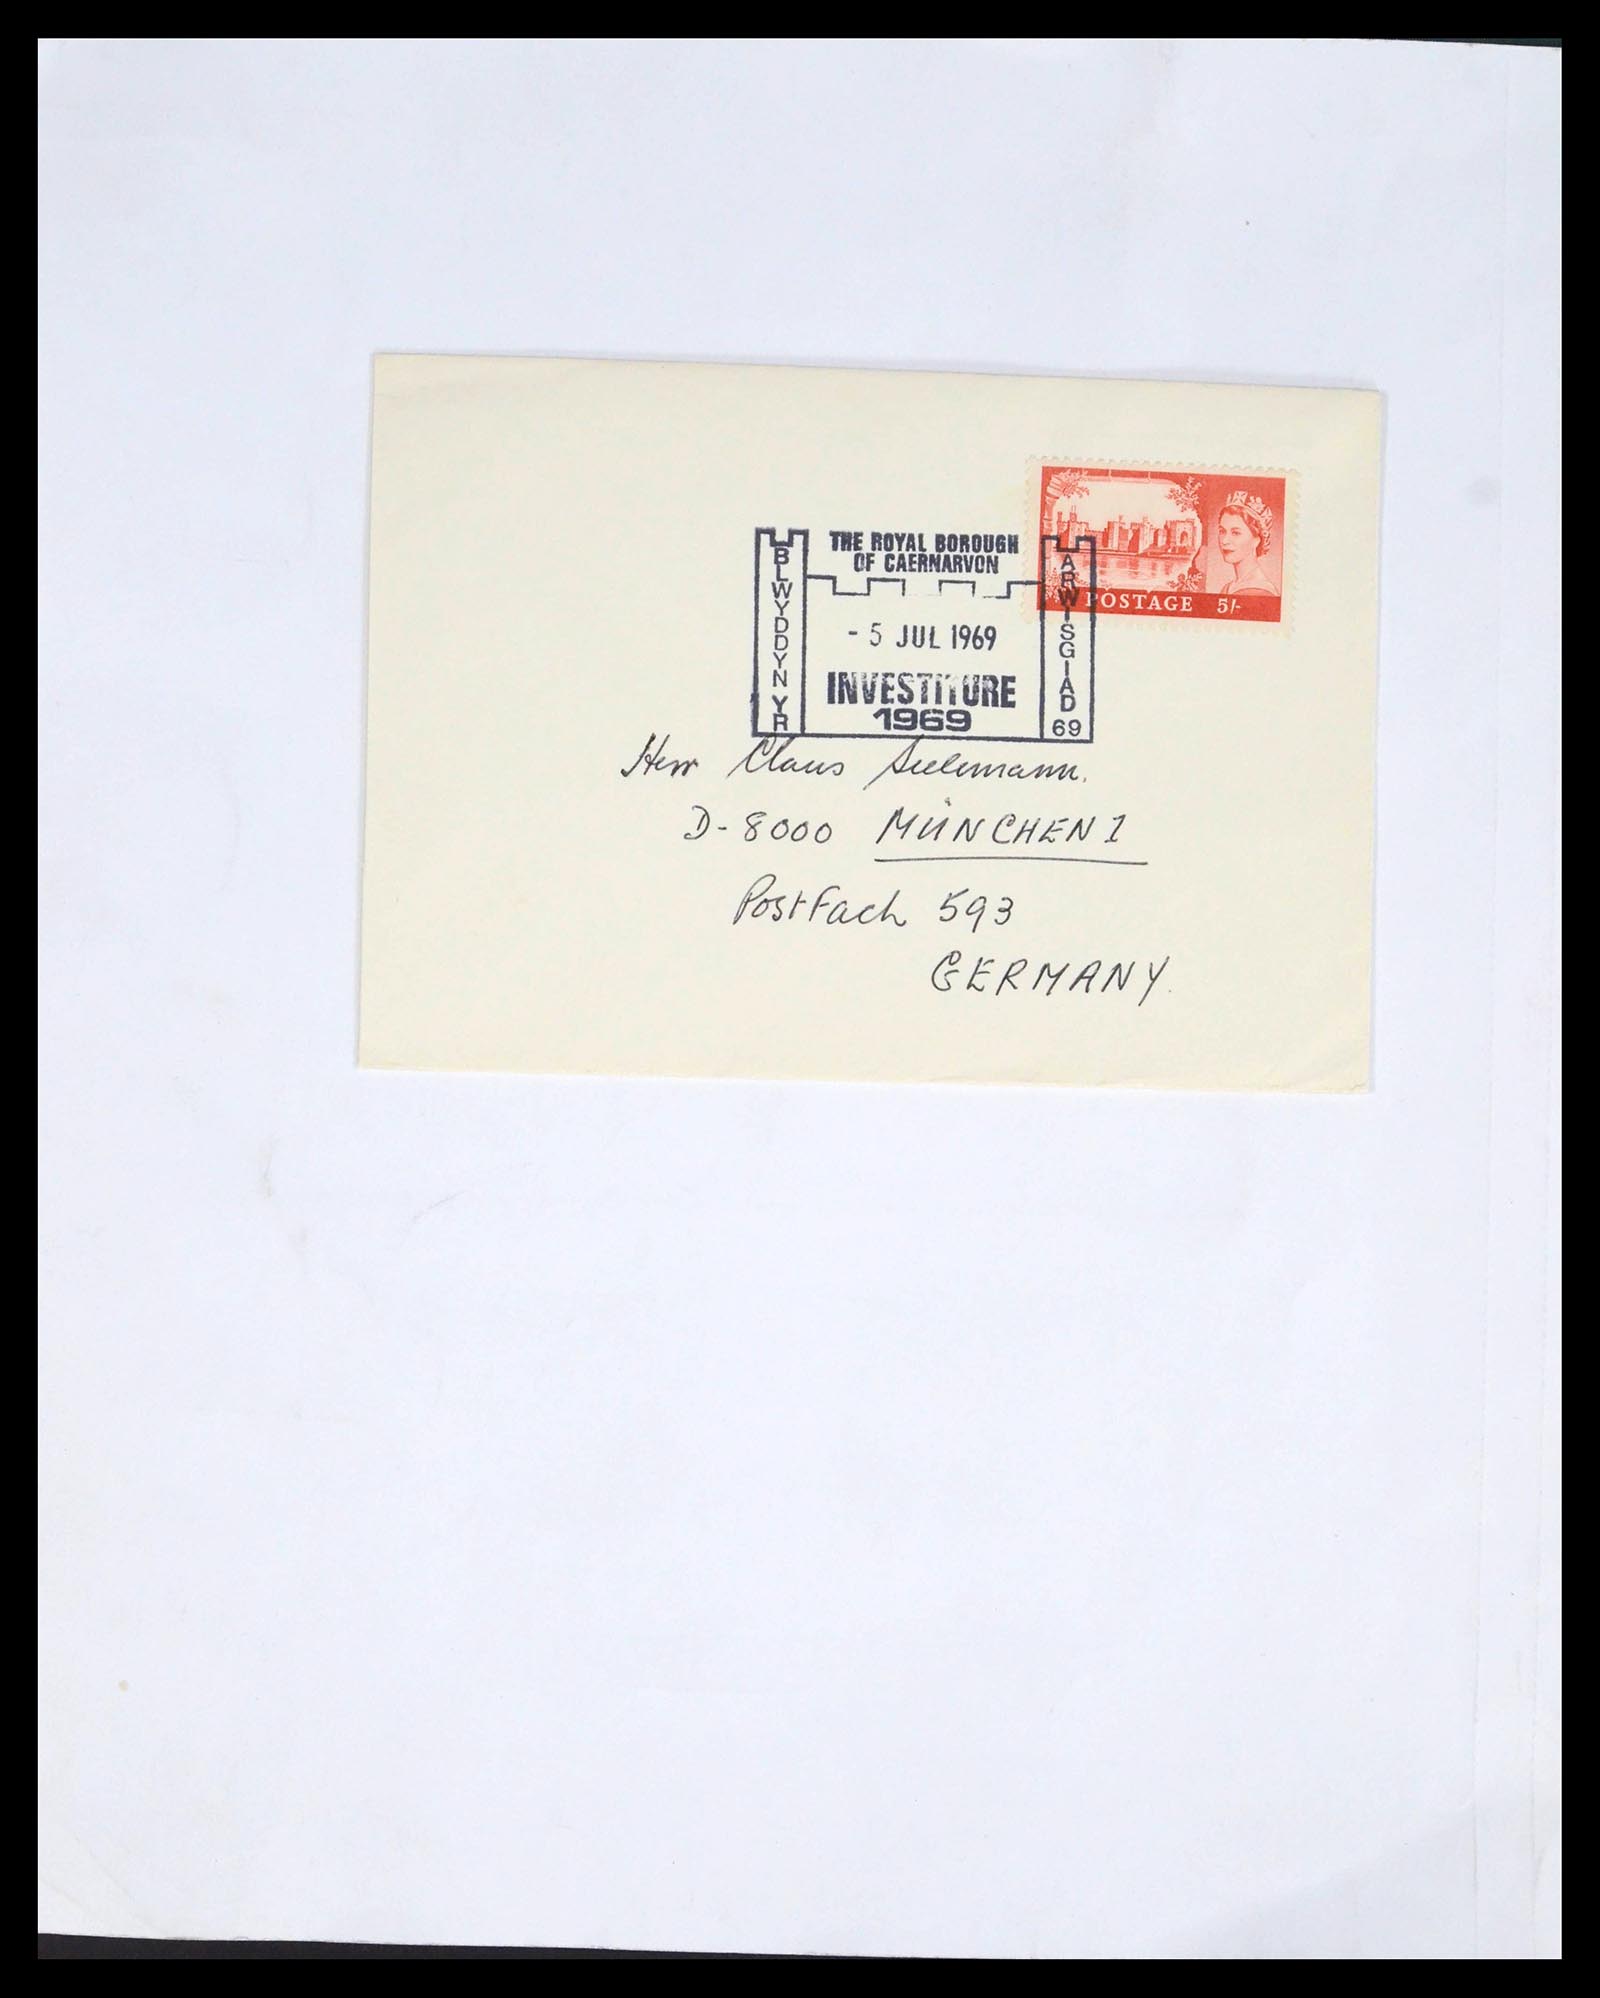 THE ROYAL BOROUGH
OF CAERNARVON
BLWYDDYN YR
- 5 JUL 1969
INVESTITURE
1969
ARWISGIAD
69
POSTAGE 5/-
Herr Claus
D-8000 MÜNCHEN 1
Postfach 593
GERMANY.